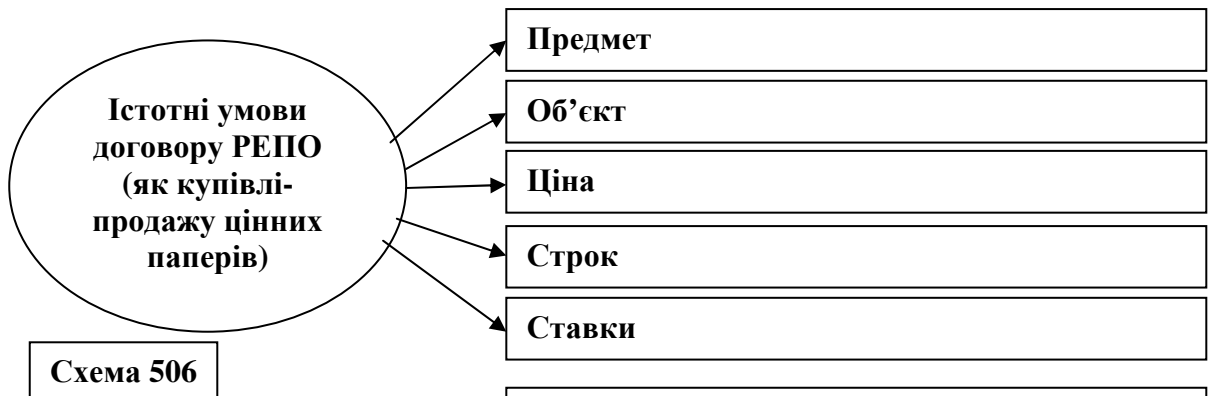 Істотні умови
договору РЕПО
(як купівлі-
продажу цінних
паперів)
Предмет
Об’єкт
Ціна
Строк
Ставки
Схема 506